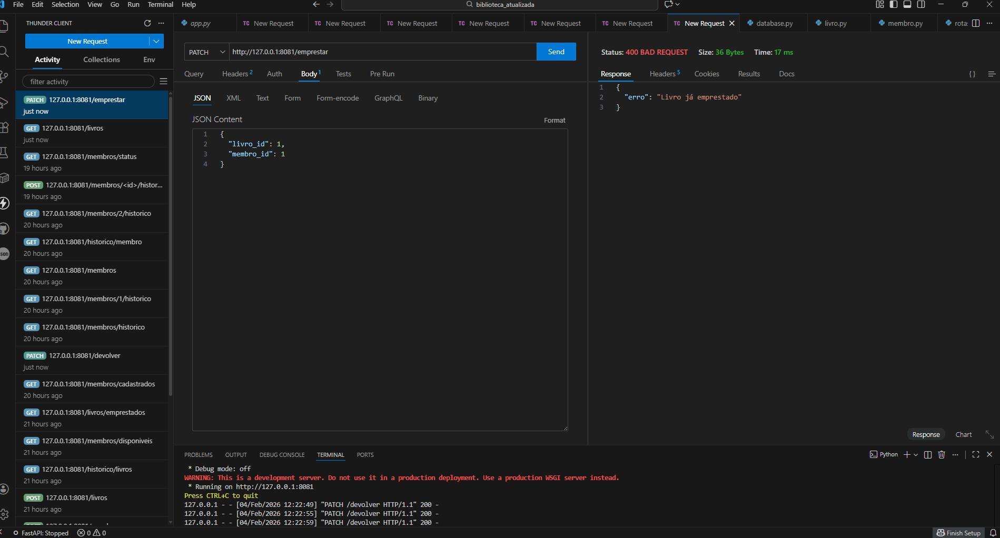 File Edit Selection View Go Run Terminal Help
biblioteca_atualizada
THUNDER CLIENT
New Request
Activity Collections Env
filter activity
PATCH 127.0.0.1:8081/emprestar
just now
GET 127.0.0.1:8081/livros
just now
GET 127.0.0.1:8081/membros/status
19 hours ago
POST 127.0.0.1:8081/membros/<id>/histor...
19 hours ago
GET 127.0.0.1:8081/membros/2/historico
20 hours ago
GET 127.0.0.1:8081/historico/membro
20 hours ago
GET 127.0.0.1:8081/membros
20 hours ago
GET 127.0.0.1:8081/membros/1/historico
20 hours ago
GET 127.0.0.1:8081/membros/historico
20 hours ago
PATCH 127.0.0.1:8081/devolver
just now
GET 127.0.0.1:8081/membros/cadastrados
20 hours ago
GET 127.0.0.1:8081/livros/emprestados
21 hours ago
GET 127.0.0.1:8081/membros/disponiveis
21 hours ago
GET 127.0.0.1:8081/historico/livros
21 hours ago
POST 127.0.0.1:8081/livros
21 hours ago
app.py TC New Request TC New Request TC New Request TC New Request TC New Request TC New Request TC New Request database.py livro.py membro.py rota
PATCH http://127.0.0.1:8081/emprestar Send
Query Headers 2 Auth Body 1 Tests Pre Run
JSON XML Text Form Form-encode GraphQL Binary
JSON Content Format
1 {
2 "livro_id": 1,
3 "membro_id": 1
4 }
Status: 400 BAD REQUEST Size: 36 Bytes Time: 17 ms
Response Headers 5 Cookies Results Docs { }
1 {
2 "erro": "Livro já emprestado"
3 }
Response Chart
PROBLEMS OUTPUT DEBUG CONSOLE TERMINAL PORTS Python
* Debug mode: off
WARNING: This is a development server. Do not use it in a production deployment. Use a production WSGI server instead.
* Running on http://127.0.0.1:8081
Press CTRL+C to quit
127.0.0.1 - - [04/Feb/2026 12:22:49] "PATCH /devolver HTTP/1.1" 200 -
127.0.0.1 - - [04/Feb/2026 12:22:55] "PATCH /devolver HTTP/1.1" 200 -
127.0.0.1 - - [04/Feb/2026 12:22:59] "PATCH /devolver HTTP/1.1" 200 -
FastAPI: Stopped 0 0 Finish Setup